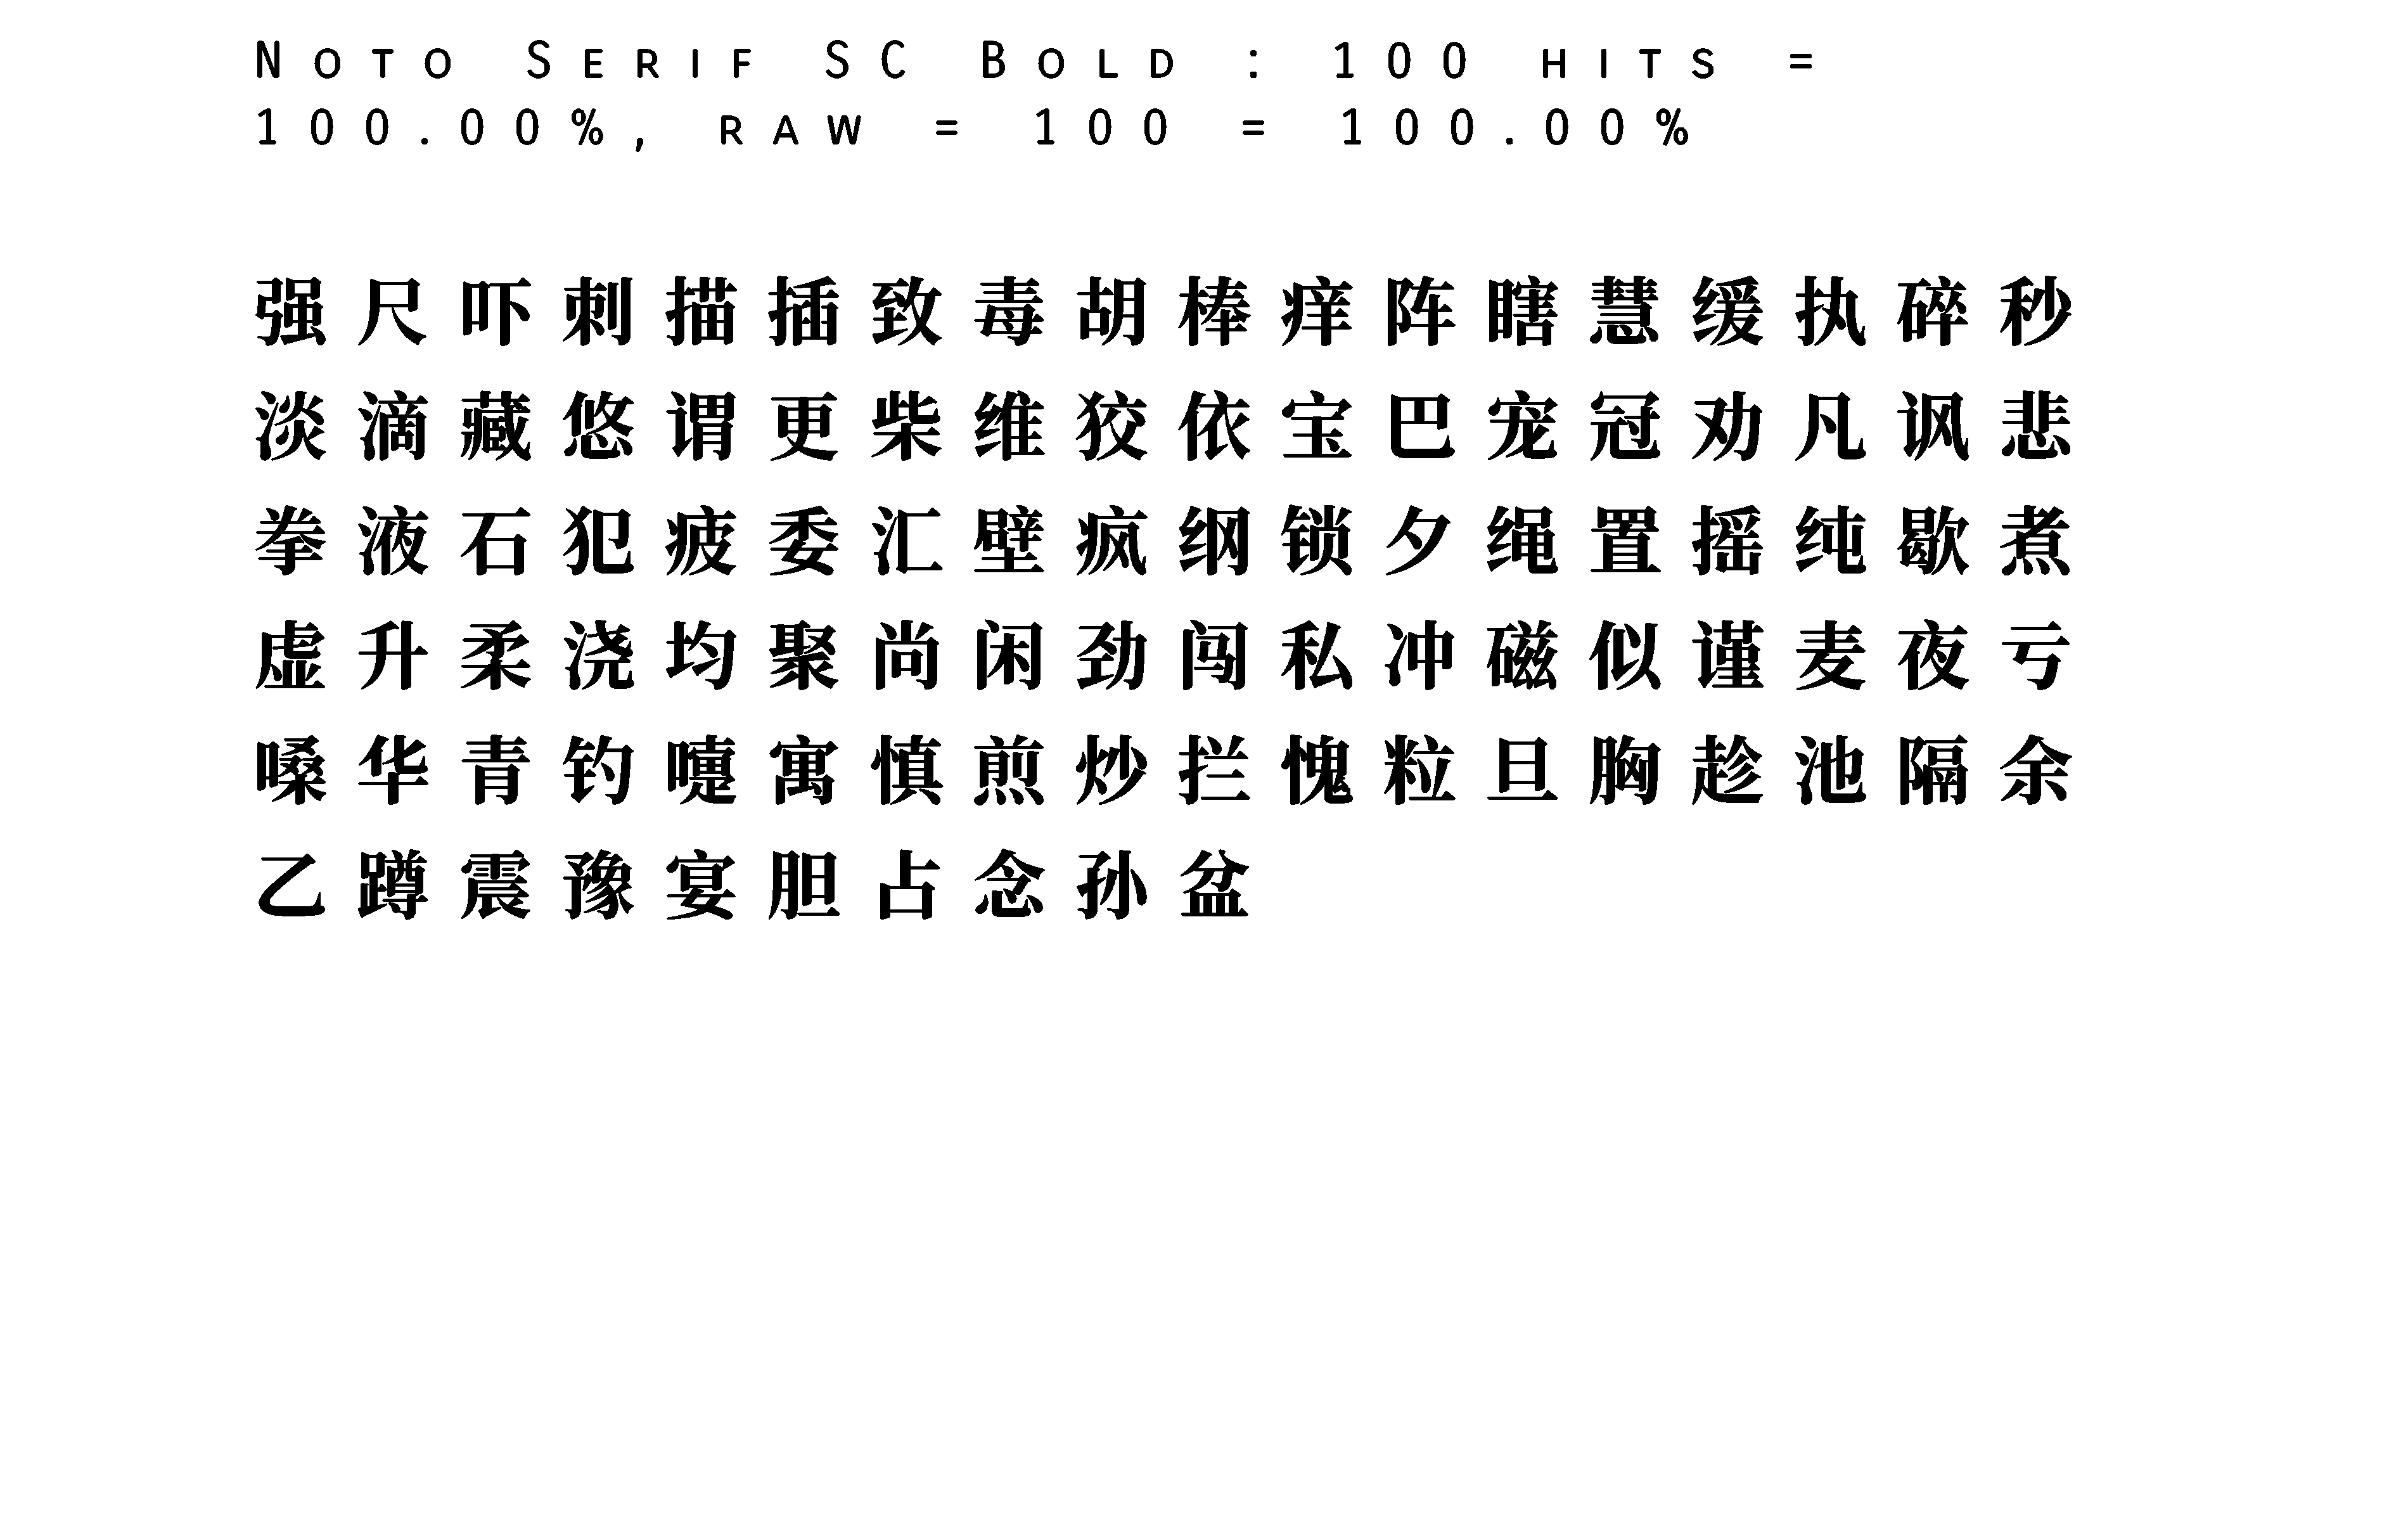 Noto Serif SC Bold : 100 hits =
100.00%, raw = 100 = 100.00%
强尺吓刺描插致毒胡棒痒阵瞎慧缓执碎秒
淡滴藏悠谓更柴维狡依宝巴宠冠劝凡讽悲
拳液石犯疲委汇壁疯纲锁夕绳置摇纯歇煮
虚升柔浇均聚尚闲劲闯私冲磁似谨麦夜亏
嗓华青钓嚏寓慎煎炒拦愧粒旦胸趁池隔余
乙蹲震豫宴胆占念孙盆